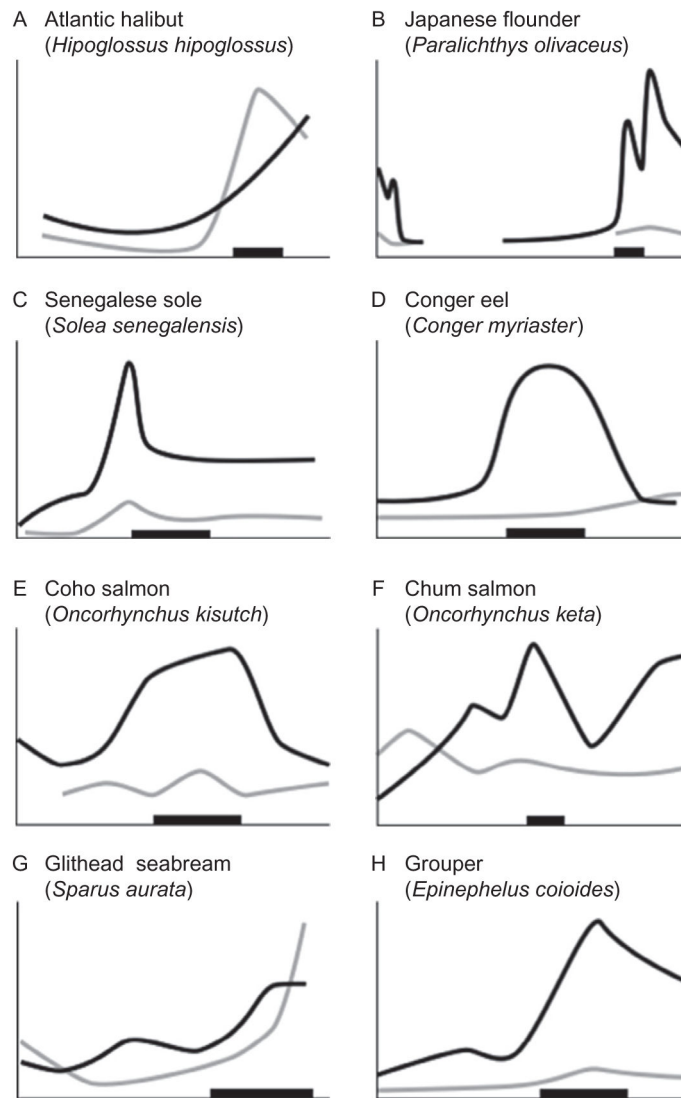 A Atlantic halibut
(Hipoglossus hipoglossus)
B Japanese flounder
(Paralichthys olivaceus)
C Senegalese sole
(Solea senegalensis)
D Conger eel
(Conger myriaster)
E Coho salmon
(Oncorhynchus kisutch)
F Chum salmon
(Oncorhynchus keta)
G Glithead seabream
(Sparus aurata)
H Grouper
(Epinephelus coioides)